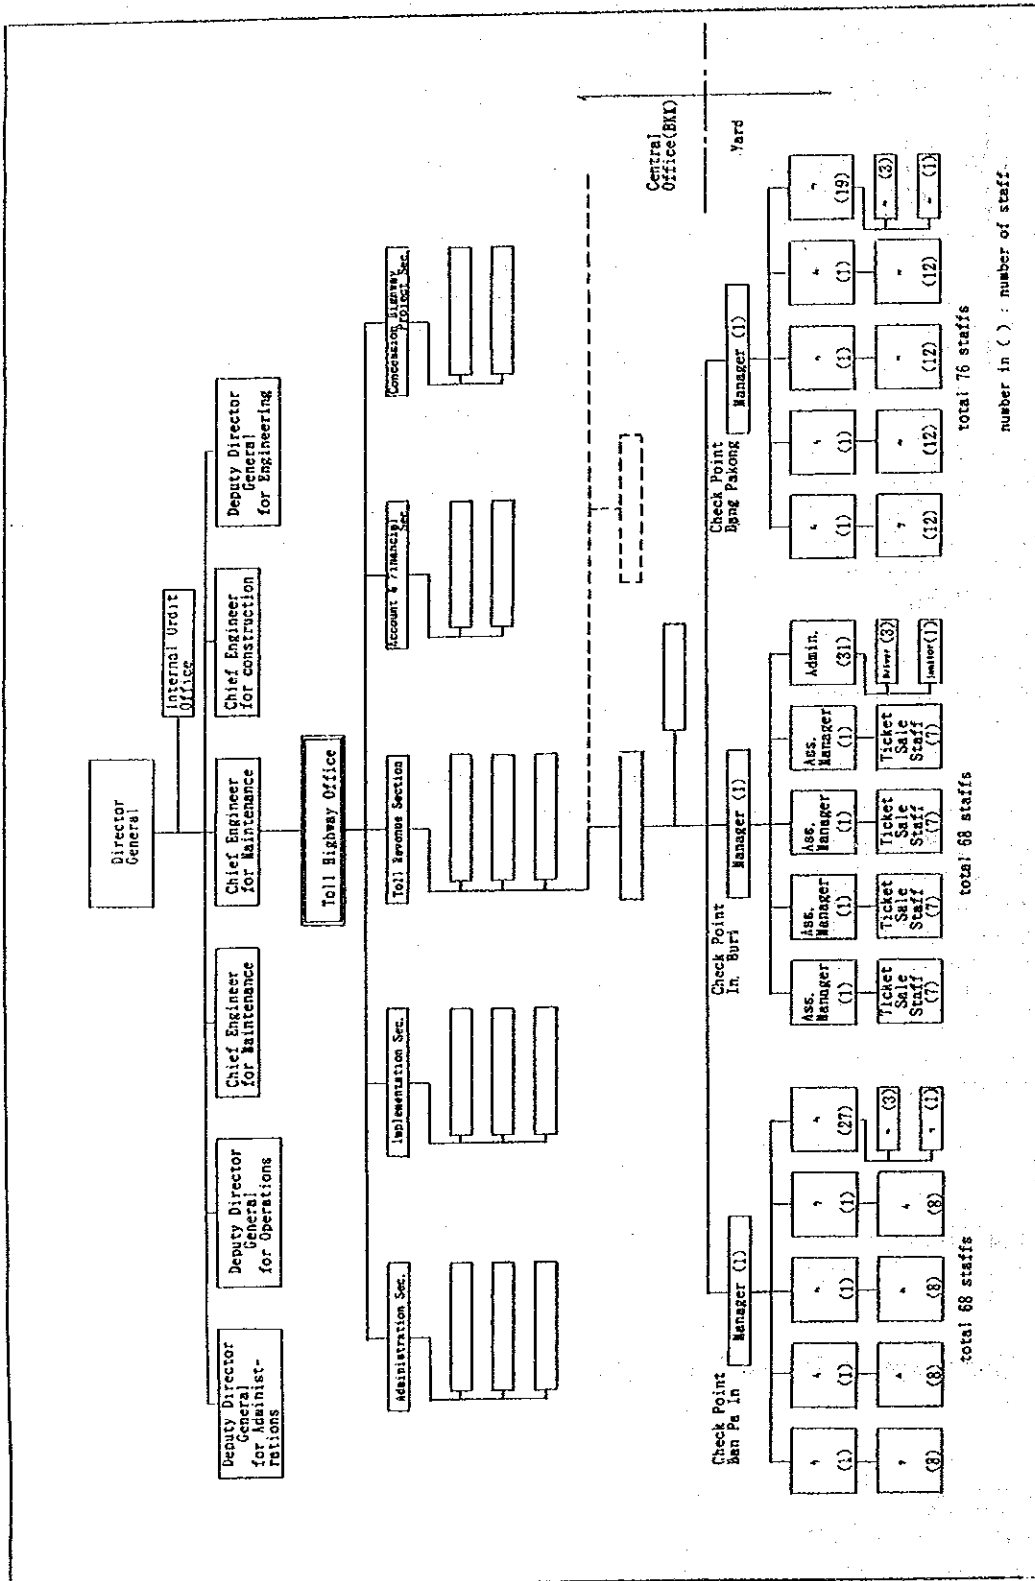 Director
General
Internal Urdit
Office
Deputy Director
General
for Administ-
rations
Deputy Director
General
for Operations
Chief Engineer
for Maintenance
Chief Engineer
for Maintenance
Chief Engineer
for construction
Deputy Director
General
for Engineering
Toll Highway Office
Administration Sec.
Implementation Sec.
Toll Revenue Section
Account & Financial
Sec.
Concession Highway
Project Sec.
Central
Office(BKK)
Yard
Check Point
Ban Pa In
Manager (1)
Check Point
In. Buri
Manager (1)
Check Point
Bang Pakong
Manager (1)
〃
(1)
〃
(1)
〃
(1)
〃
(1)
〃
(27)
Ass.
Manager
(1)
Ass.
Manager
(1)
Ass.
Manager
(1)
Ass.
Manager
(1)
Admin.
(31)
〃
(1)
〃
(1)
〃
(1)
〃
(1)
〃
(19)
〃
(8)
〃
(8)
〃
(8)
〃
(8)
〃 (3)
〃 (1)
Ticket
Sale
Staff
(7)
Ticket
Sale
Staff
(7)
Ticket
Sale
Staff
(7)
Ticket
Sale
Staff
(7)
Driver (3)
Janitor(1)
〃
(12)
〃
(12)
〃
(12)
〃
(12)
〃 (3)
〃 (1)
total 68 staffs
total 68 staffs
total 76 staffs
number in ( ) : number of staff